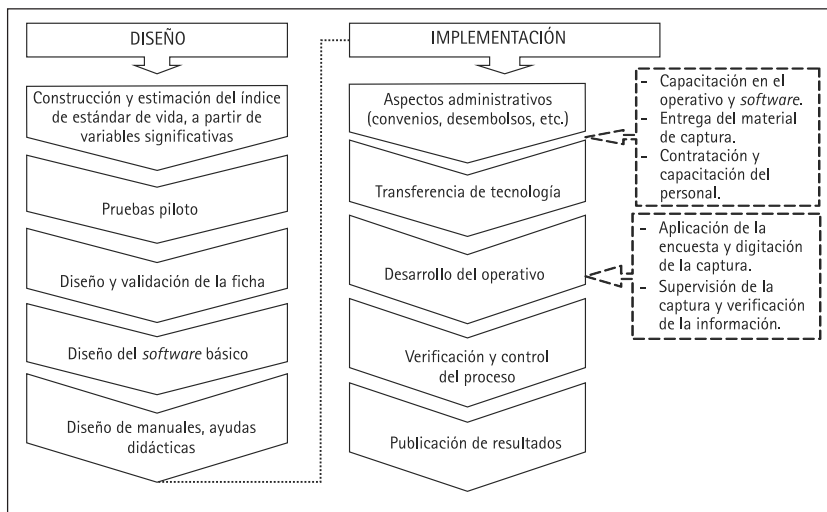 DISEÑO
Construcción y estimación del índice
de estándar de vida, a partir de
variables significativas
Pruebas piloto
Diseño y validación de la ficha
Diseño del software básico
Diseño de manuales, ayudas
didácticas
IMPLEMENTACIÓN
Aspectos administrativos
(convenios, desembolsos, etc.)
Transferencia de tecnología
Desarrollo del operativo
Verificación y control
del proceso
Publicación de resultados
- Capacitación en el
operativo y software.
- Entrega del material
de captura.
- Contratación y
capacitación del
personal.
- Aplicación de la
encuesta y digitación
de la captura.
- Supervisión de la
captura y verificación
de la información.